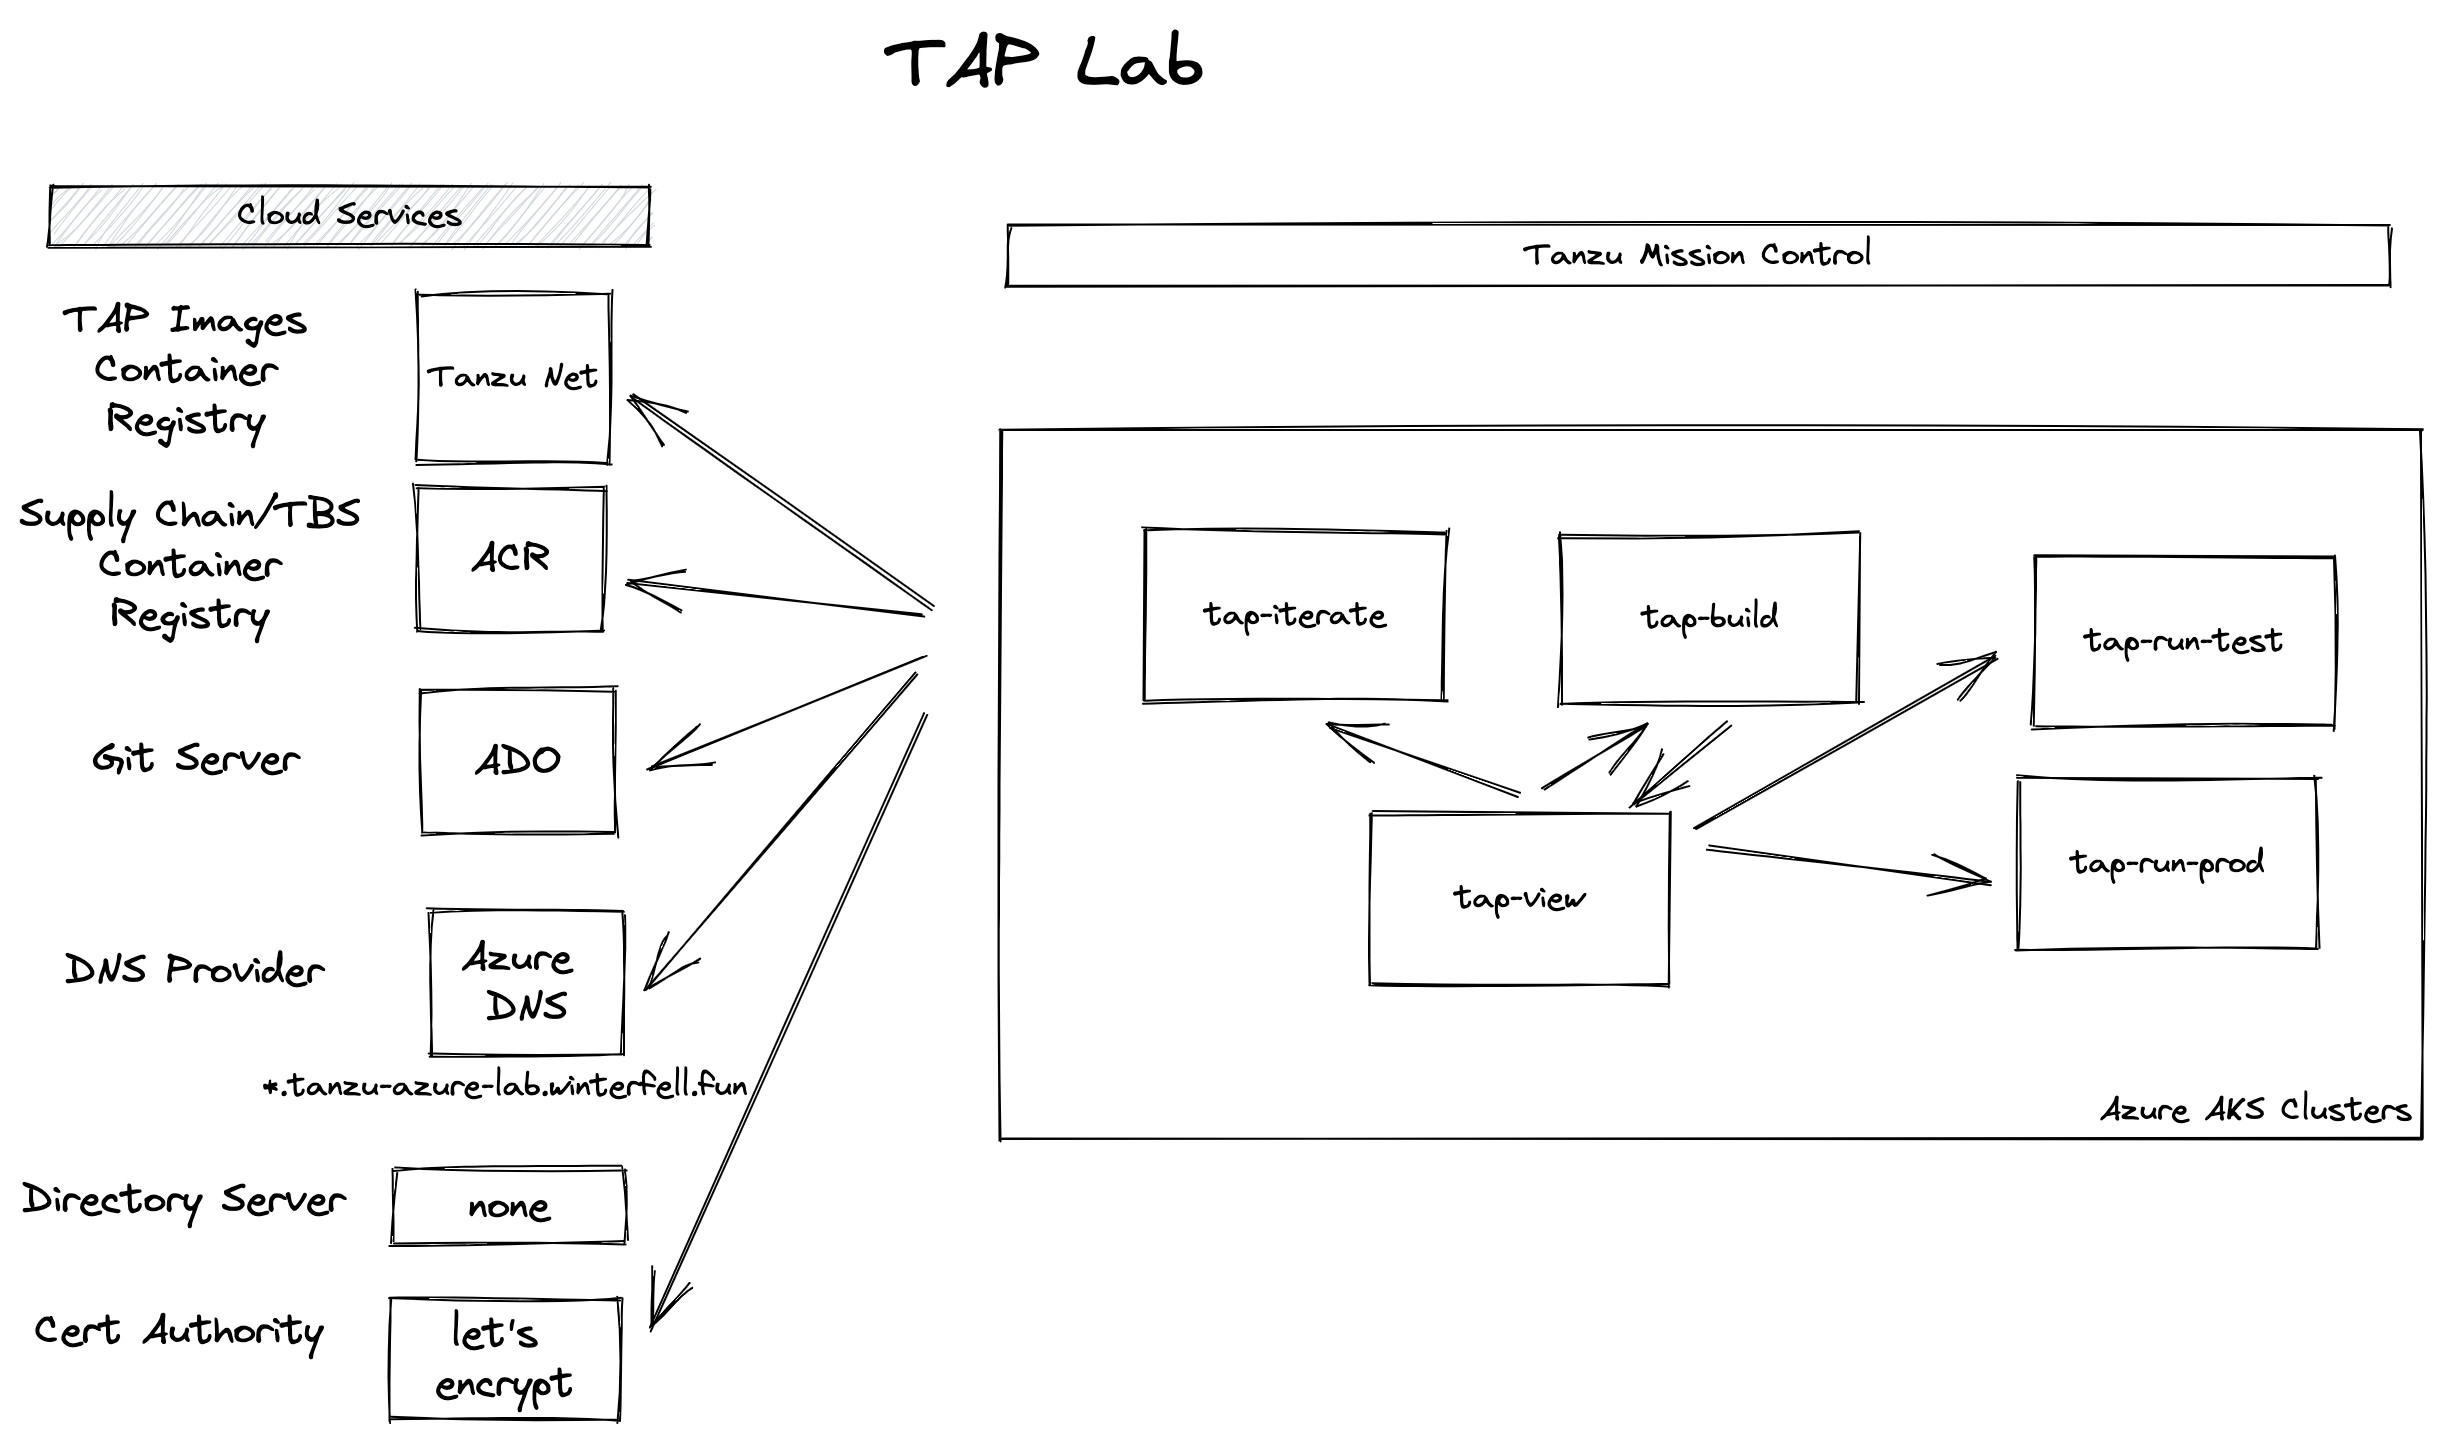 TAP Lab
Cloud Services
TAP Images
Container
Registry
Tanzu Net
Supply Chain/TBS
Container
Registry
ACR
Git Server
ADO
DNS Provider
Azure
DNS
*.tanzu-azure-lab.winterfell.fun
Directory Server
none
Cert Authority
let's
encrypt
Tanzu Mission Control
tap-iterate
tap-build
tap-run-test
tap-view
tap-run-prod
Azure AKS Clusters